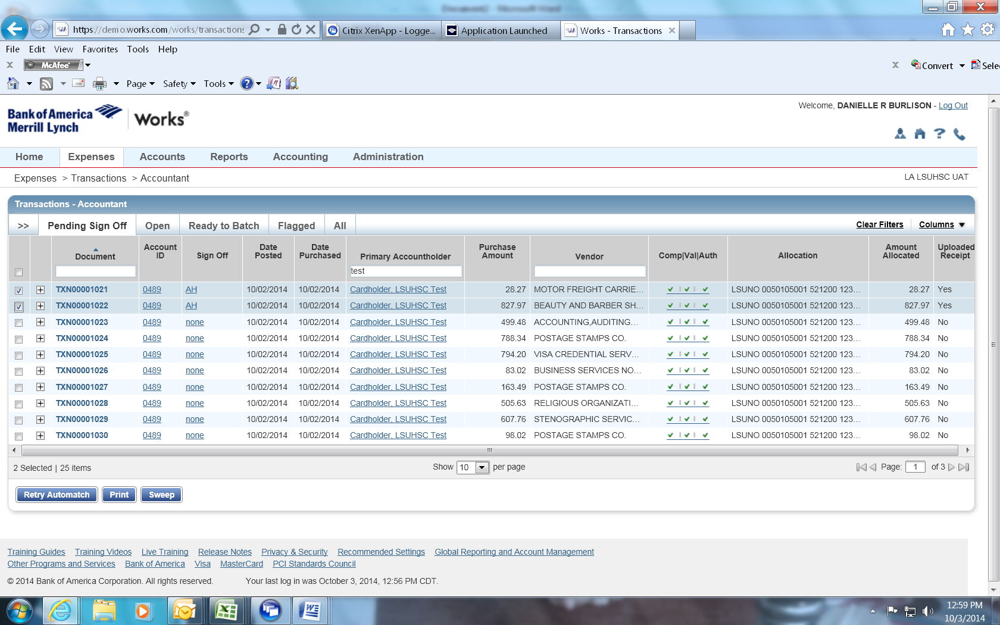 https://demo.works.com/works/transactions
Citrix XenApp - Logge...
Application Launched
Works - Transactions
File Edit View Favorites Tools Help
McAfee
Convert
Sele
Page Safety Tools
Bank of America
Merrill Lynch
Works®
Welcome, DANIELLE R BURLISON - Log Out
Home Expenses Accounts Reports Accounting Administration
Expenses > Transactions > Accountant
LA LSUHSC UAT
Transactions - Accountant
>> Pending Sign Off Open Ready to Batch Flagged All
Clear Filters Columns
Document Account ID Sign Off Date Posted Date Purchased Primary Accountholder Purchase Amount Vendor Comp|Val|Auth Allocation Amount Allocated Uploaded Receipt
test
TXN00001021 0489 AH 10/02/2014 10/02/2014 Cardholder, LSUHSC Test 28.27 MOTOR FREIGHT CARRIE... LSUNO 0050105001 521200 123... 28.27 Yes
TXN00001022 0489 AH 10/02/2014 10/02/2014 Cardholder, LSUHSC Test 827.97 BEAUTY AND BARBER SH... LSUNO 0050105001 521200 123... 827.97 Yes
TXN00001023 0489 none 10/02/2014 10/02/2014 Cardholder, LSUHSC Test 499.48 ACCOUNTING,AUDITING... LSUNO 0050105001 521200 123... 499.48 No
TXN00001024 0489 none 10/02/2014 10/02/2014 Cardholder, LSUHSC Test 788.34 POSTAGE STAMPS CO. LSUNO 0050105001 521200 123... 788.34 No
TXN00001025 0489 none 10/02/2014 10/02/2014 Cardholder, LSUHSC Test 794.20 VISA CREDENTIAL SERV... LSUNO 0050105001 521200 123... 794.20 No
TXN00001026 0489 none 10/02/2014 10/02/2014 Cardholder, LSUHSC Test 83.02 BUSINESS SERVICES NO... LSUNO 0050105001 521200 123... 83.02 No
TXN00001027 0489 none 10/02/2014 10/02/2014 Cardholder, LSUHSC Test 163.49 POSTAGE STAMPS CO. LSUNO 0050105001 521200 123... 163.49 No
TXN00001028 0489 none 10/02/2014 10/02/2014 Cardholder, LSUHSC Test 505.63 RELIGIOUS ORGANIZATI... LSUNO 0050105001 521200 123... 505.63 No
TXN00001029 0489 none 10/02/2014 10/02/2014 Cardholder, LSUHSC Test 607.76 STENOGRAPHIC SERVIC... LSUNO 0050105001 521200 123... 607.76 No
TXN00001030 0489 none 10/02/2014 10/02/2014 Cardholder, LSUHSC Test 98.02 POSTAGE STAMPS CO. LSUNO 0050105001 521200 123... 98.02 No
2 Selected | 25 items
Show 10 per page
Page: 1 of 3
Retry Automatch Print Sweep
Training Guides Training Videos Live Training Release Notes Privacy & Security Recommended Settings Global Reporting and Account Management
Other Programs and Services Bank of America Visa MasterCard PCI Standards Council
© 2014 Bank of America Corporation. All rights reserved. Your last log in was October 3, 2014, 12:56 PM CDT.
12:59 PM
10/3/2014